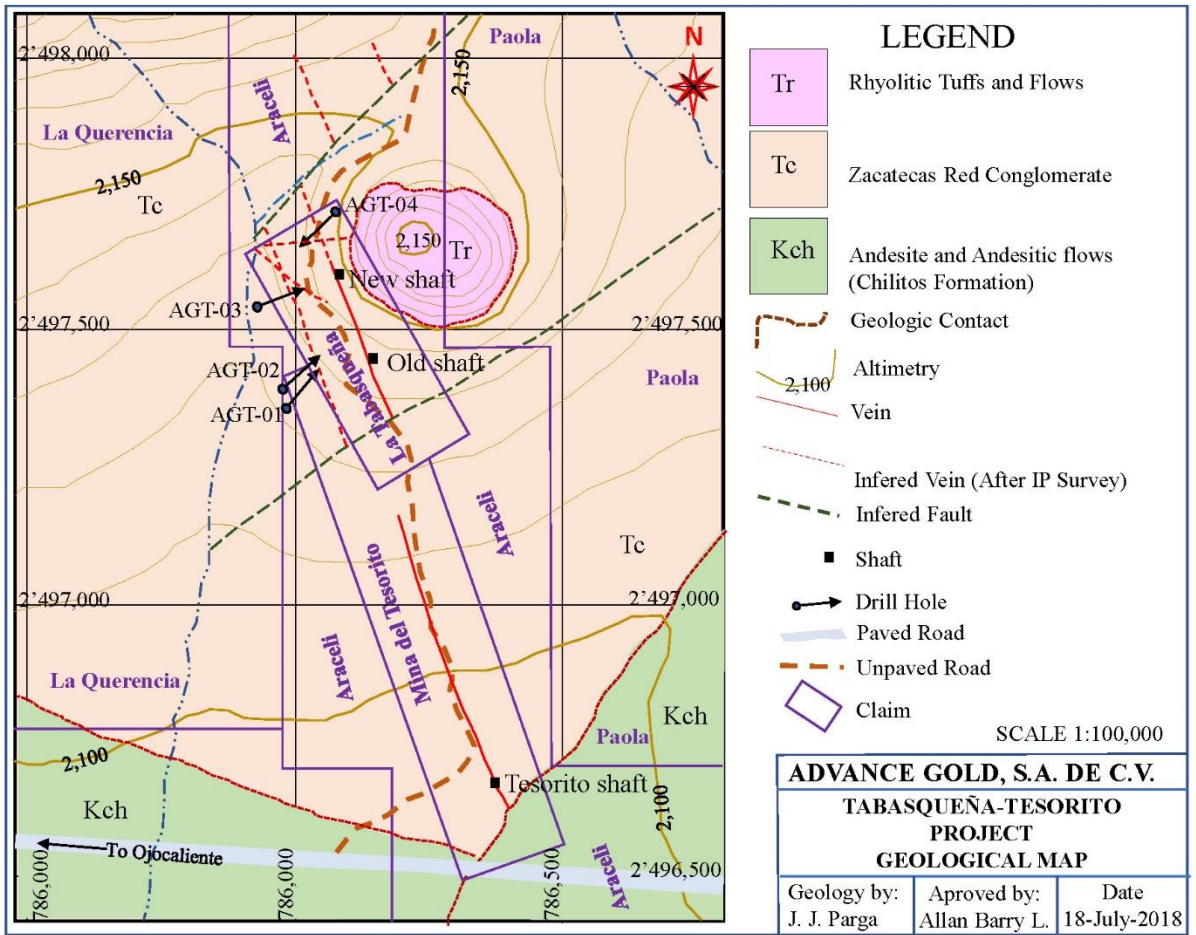 2'498,000
Paola
N
2,150
La Querencia
Araceli
2,150
Tc
AGT-04
2,150
Tr
New shaft
AGT-03
2'497,500
2'497,500
Old shaft
AGT-02
Paola
AGT-01
La Tabasqueña
Araceli
Tc
2'497,000
2'497,000
Mina del Tesorito
Araceli
La Querencia
Kch
Paola
2,100
Tesorito shaft
2,100
Kch
To Ojocaliente
2'496,500
Araceli
786,000
786,000
786,500
LEGEND
Tr
Rhyolitic Tuffs and Flows
Tc
Zacatecas Red Conglomerate
Kch
Andesite and Andesitic flows
(Chilitos Formation)
Geologic Contact
Altimetry
2,100
Vein
Infered Vein (After IP Survey)
Infered Fault
Shaft
Drill Hole
Paved Road
Unpaved Road
Claim
SCALE 1:100,000
ADVANCE GOLD, S.A. DE C.V.
TABASQUEÑA-TESORITO
PROJECT
GEOLOGICAL MAP
Geology by:
J. J. Parga
Aproved by:
Allan Barry L.
Date
18-July-2018